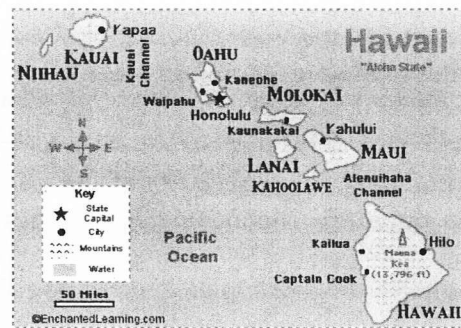 Kapaa
KAUAI
NIIHAU
Kauai
Channel
OAHU
Kaneohe
Waipahu
Honolulu
MOLOKAI
Kaunakakai
Kahului
LANAI
MAUI
KAHOOLAWE
Alenuihaha
Channel
Hawaii
"Aloha State"
N
W E
S
Key
State
Capital
City
Mountains
Water
50 Miles
©EnchantedLearning.com
Pacific
Ocean
Kailua
Hilo
Mauna
Kea
(13,796 ft)
Captain Cook
HAWAII